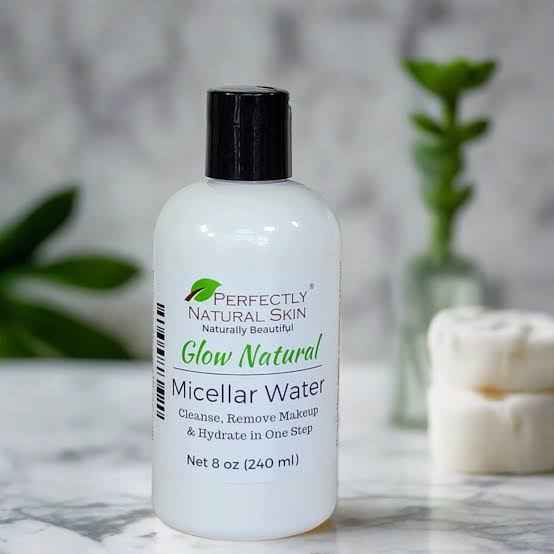 PERFECTLY®
NATURAL SKIN
Naturally Beautiful
Glow Natural
Micellar Water
Cleanse, Remove Makeup
& Hydrate in One Step
Net 8 oz (240 ml)